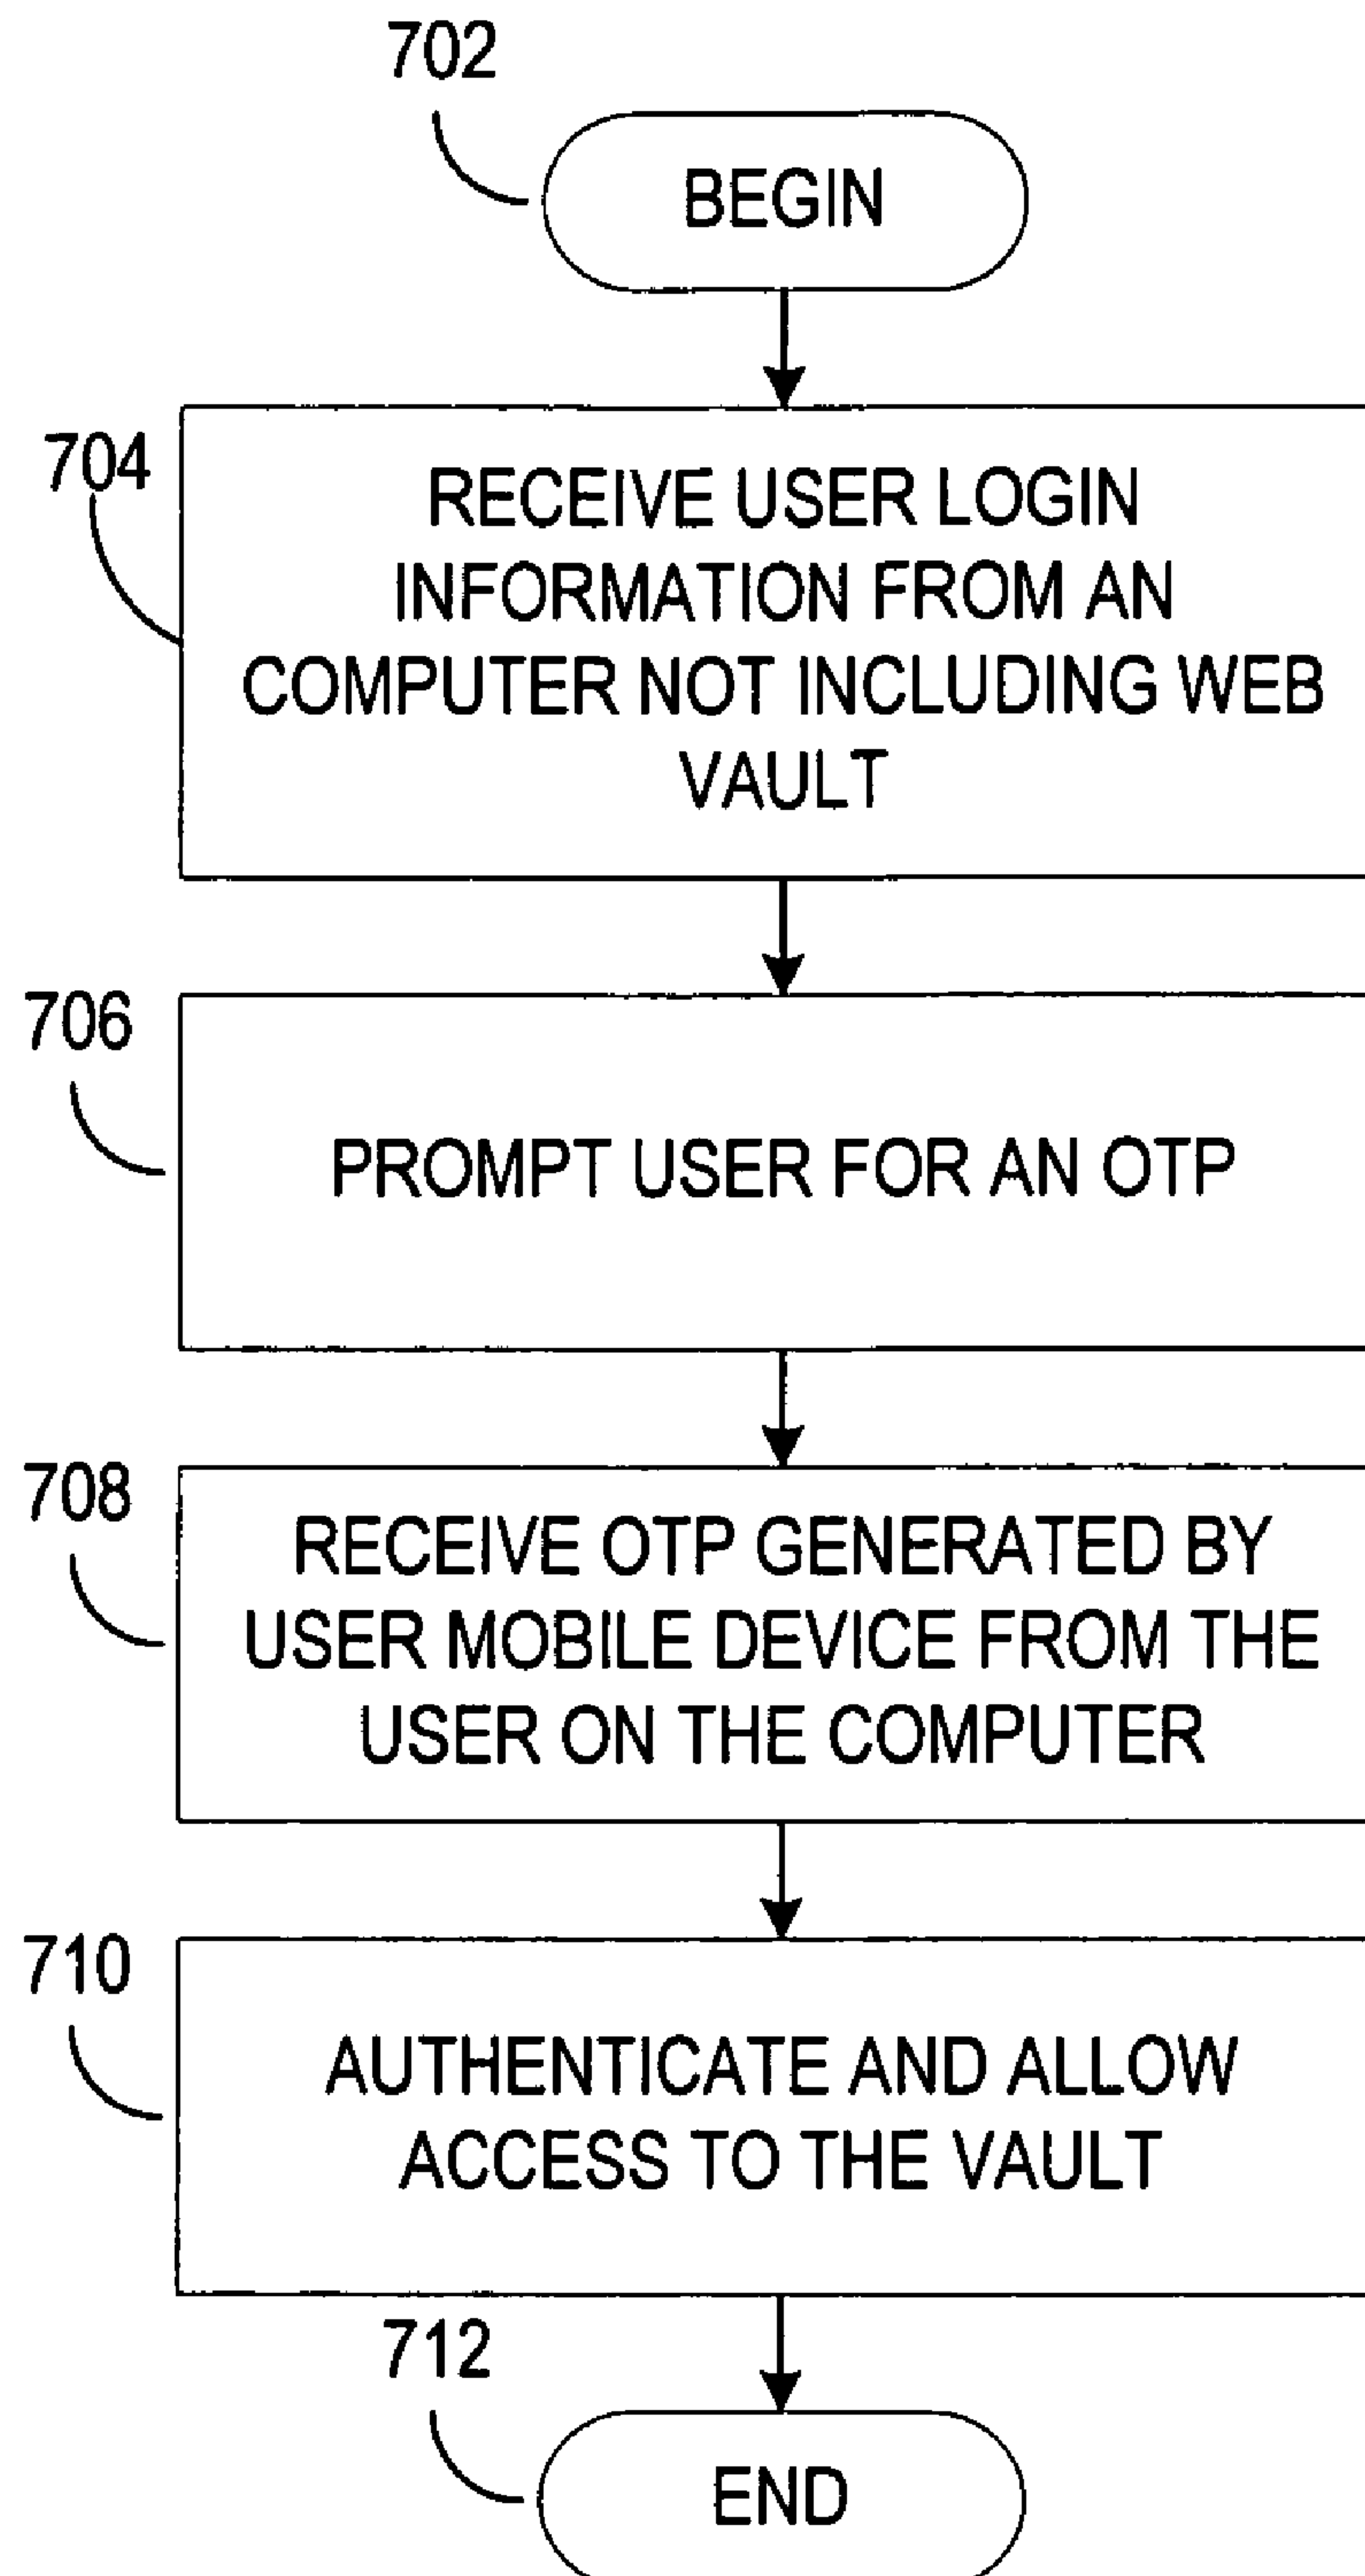 702
BEGIN
704
RECEIVE USER LOGIN
INFORMATION FROM AN
COMPUTER NOT INCLUDING WEB
VAULT
706
PROMPT USER FOR AN OTP
708
RECEIVE OTP GENERATED BY
USER MOBILE DEVICE FROM THE
USER ON THE COMPUTER
710
AUTHENTICATE AND ALLOW
ACCESS TO THE VAULT
712
END